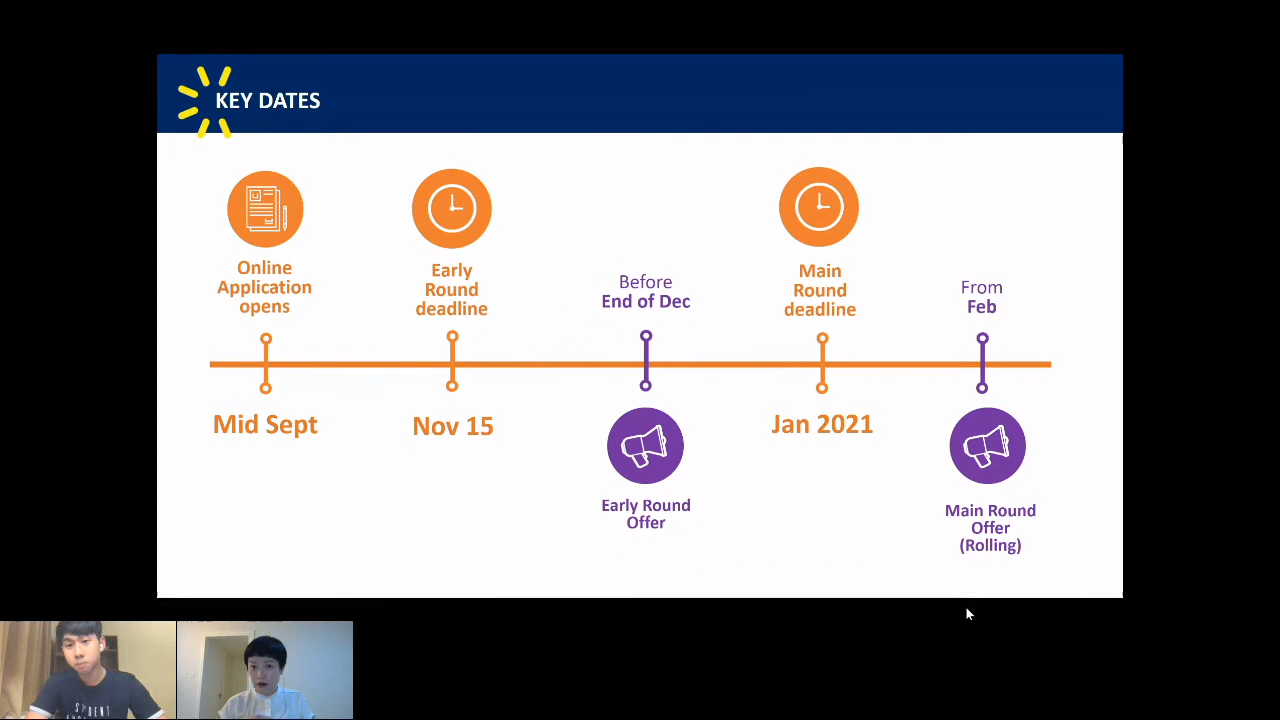 KEY DATES
Online
Application
opens
Early
Round
deadline
Before
End of Dec
Main
Round
deadline
From
Feb
Mid Sept
Nov 15
Jan 2021
Early Round
Offer
Main Round
Offer
(Rolling)
STUDENT